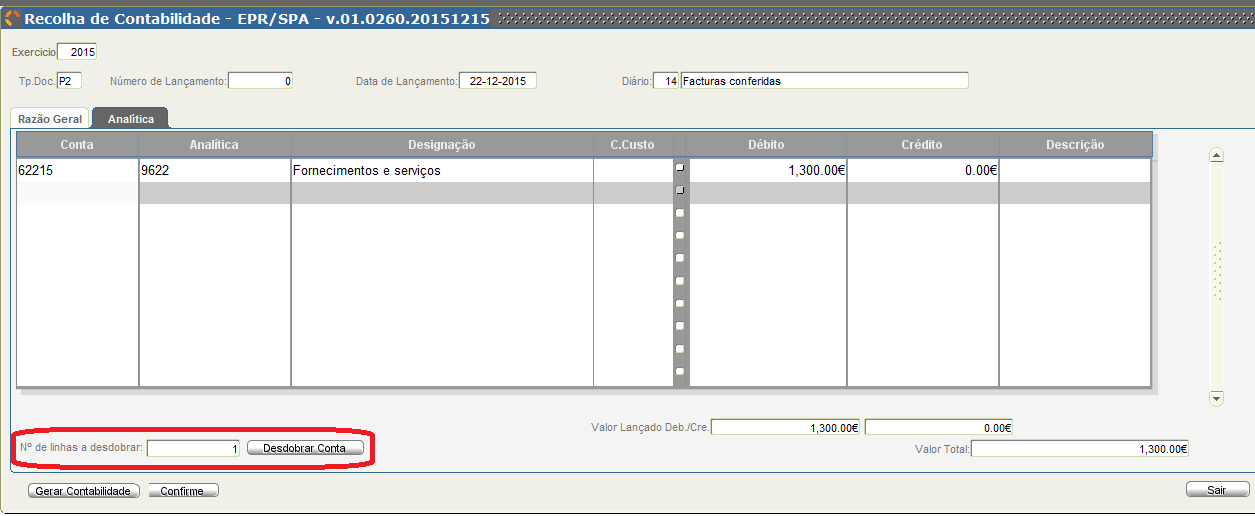 Recolha de Contabilidade - EPR/SPA - v.01.0260.20151215
Exercicio 2015
Tp.Doc. P2 Número de Lançamento: 0 Data de Lançamento: 22-12-2015 Diário: 14 Facturas conferidas
Razão Geral Analítica
Conta Analítica Designação C.Custo Débito Crédito Descrição
62215 9622 Fornecimentos e serviços 1,300.00€ 0.00€
Valor Lançado Deb./Cre. 1,300.00€ 0.00€
Nº de linhas a desdobrar: 1 Desdobrar Conta Valor Total: 1,300.00€
Gerar Contabilidade Confirme Sair